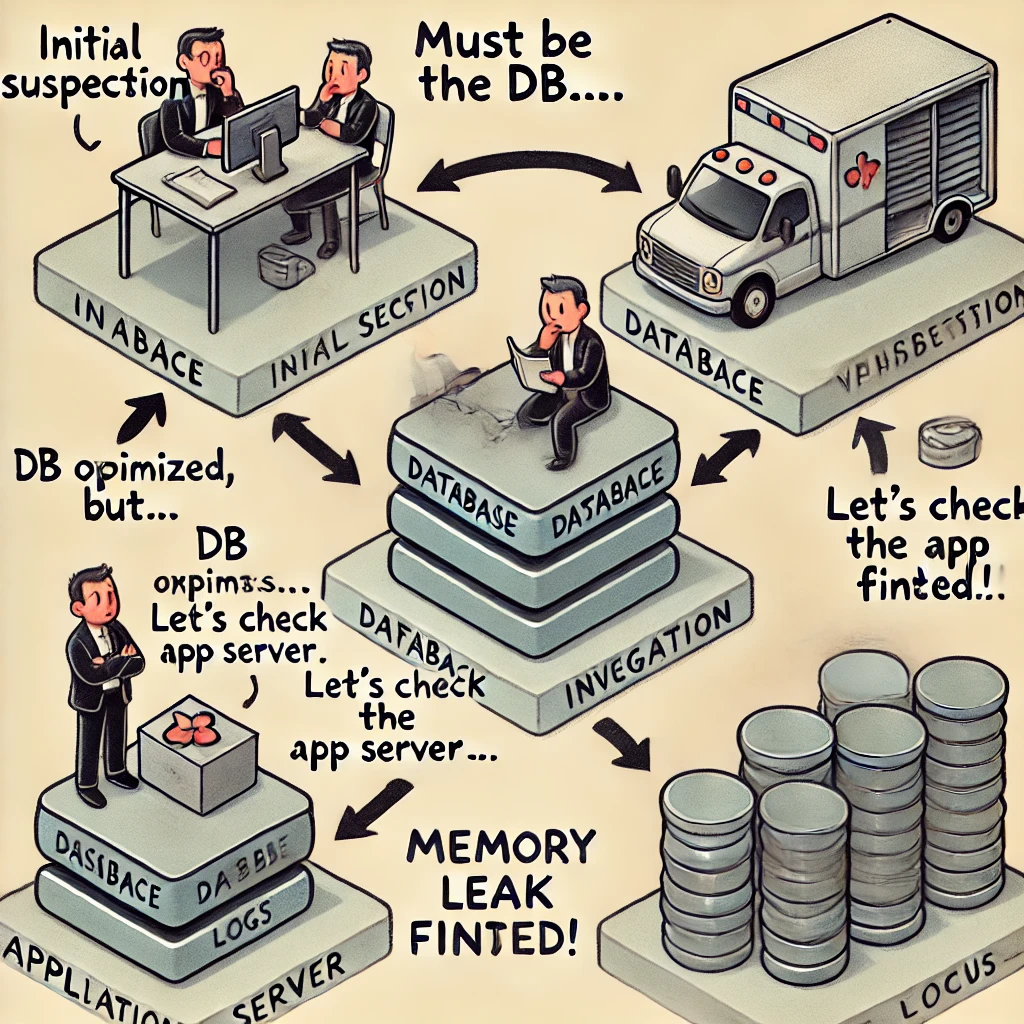 Initial
suspection
Must be
the DB....
INABACE
INITIAL SECFION
DATABACE
DB opimized,
but...
DATABASE
DATABACE
Let's check
the app
finted!..
DB
Let's check
app server.
Let's check
the
app server...
DAFABACK
INVEGATION
DASIBACE
LOGS
MEMORY
LEAK
FINTED!
APPLIATION
SERVER
LOCUS